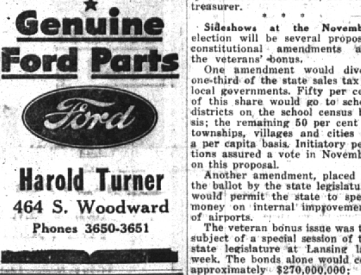 Genuine
Ford Parts
Ford
Harold Turner
464 S. Woodward
Phones 3650-3651
treasurer.
* * *
Sideshows at the Novemb
election will be several propos
constitutional amendments a
the veterans' bonus.
One amendment would dive
one-third of the state sales tax
local governments. Fifty per ce
of this share would go to scho
districts on the school census b
sis; the remaining 50 per cent
townships, villages and cities
a per capita basis. Initiatory pe
tions assured a vote in Novemb
on this proposal.
Another amendment, placed
the ballot by the state legislatu
would permit the state to spe
money on internal improvemen
of airports.
The veteran bonus issue was t
subject of a special session of t
state legislature at Lansing la
week. The bonds alone would c
approximately $270,000,000.